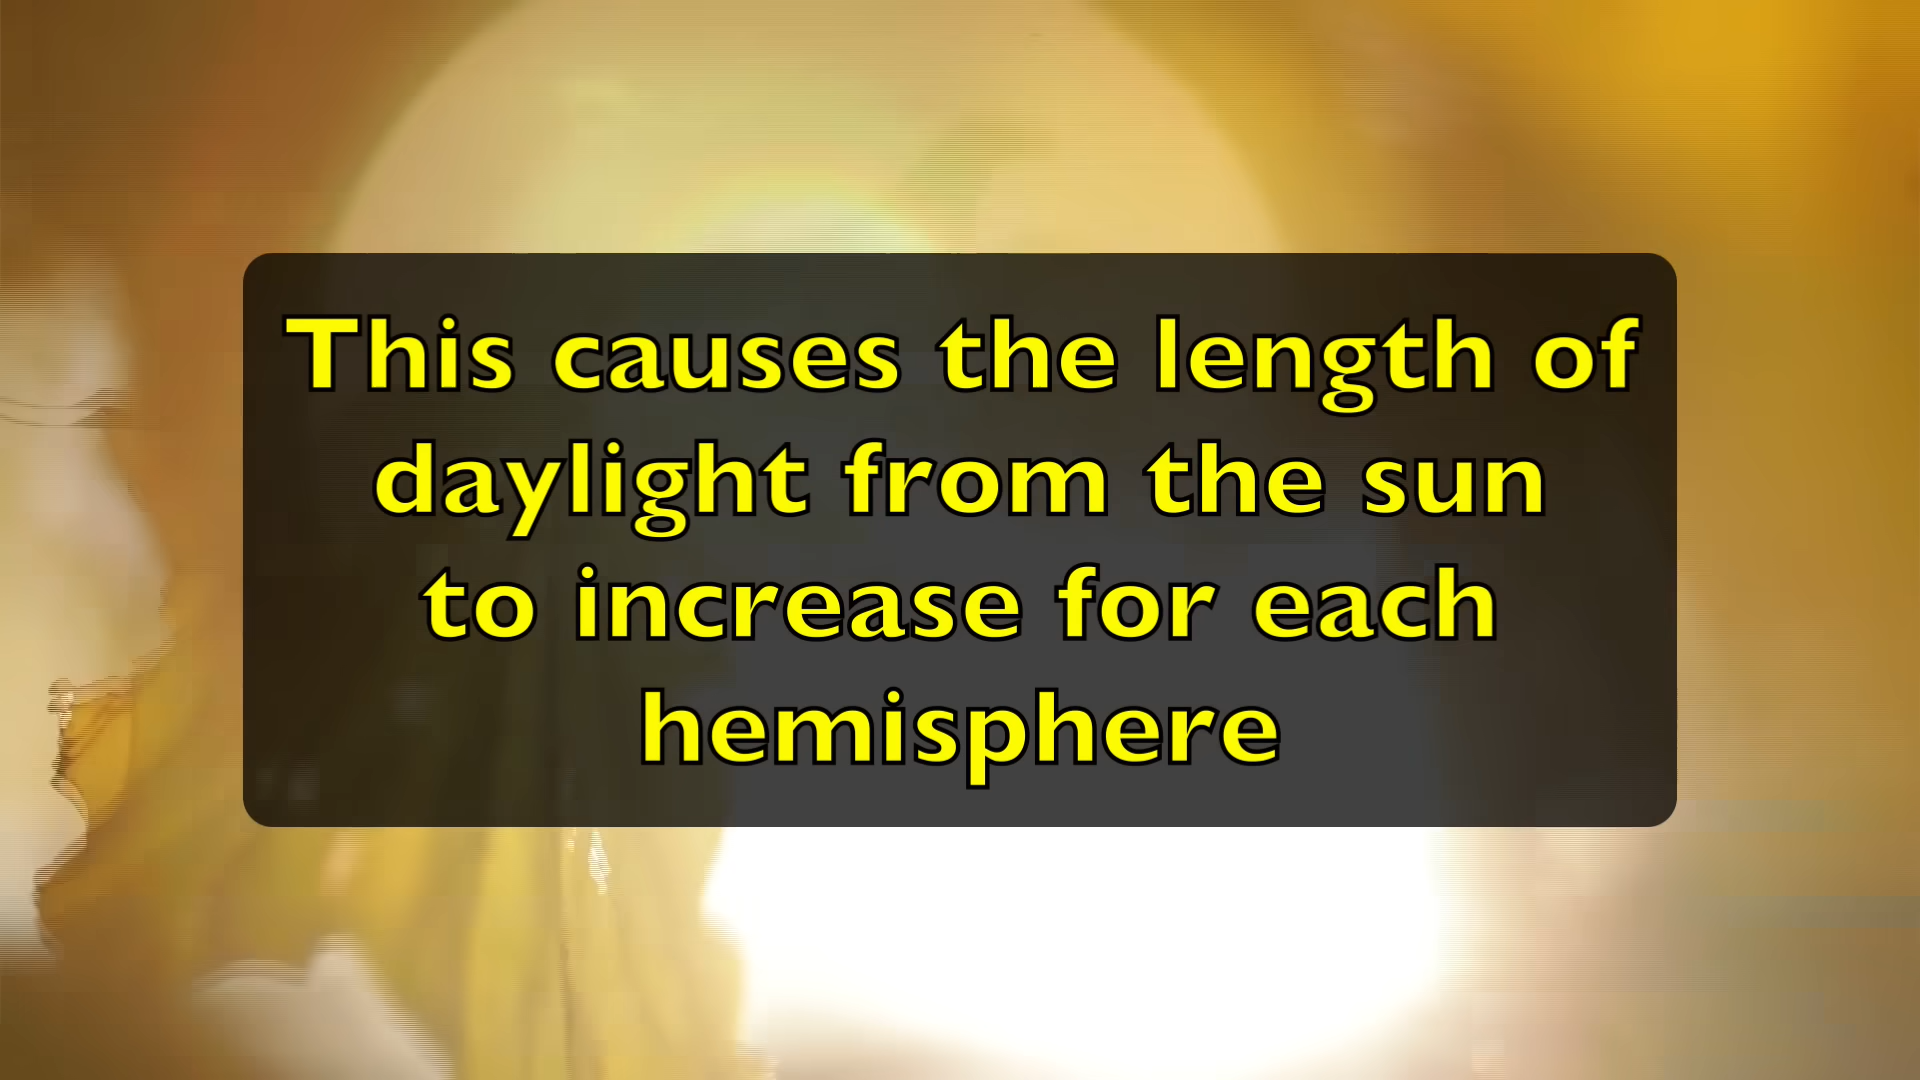 This causes the length of
daylight from the sun
to increase for each
hemisphere